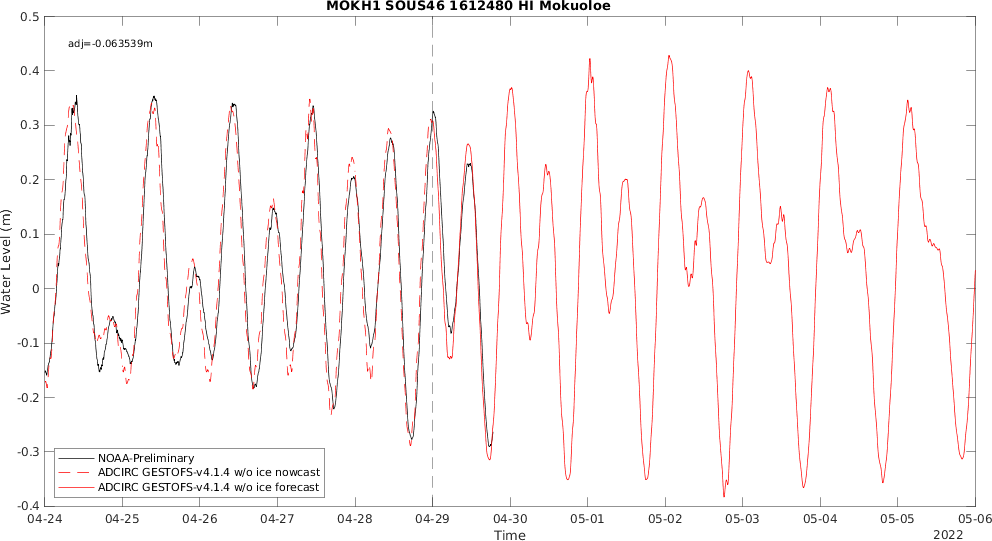 MOKH1 SOUS46 1612480 HI Mokuoloe
adj=-0.063539m
0.5
0.4
0.3
0.2
0.1
0
-0.1
-0.2
-0.3
-0.4
Water Level (m)
NOAA-Preliminary
ADCIRC GESTOFS-v4.1.4 w/o ice nowcast
ADCIRC GESTOFS-v4.1.4 w/o ice forecast
04-24 04-25 04-26 04-27 04-28 04-29 04-30 05-01 05-02 05-03 05-04 05-05 05-06
Time
2022